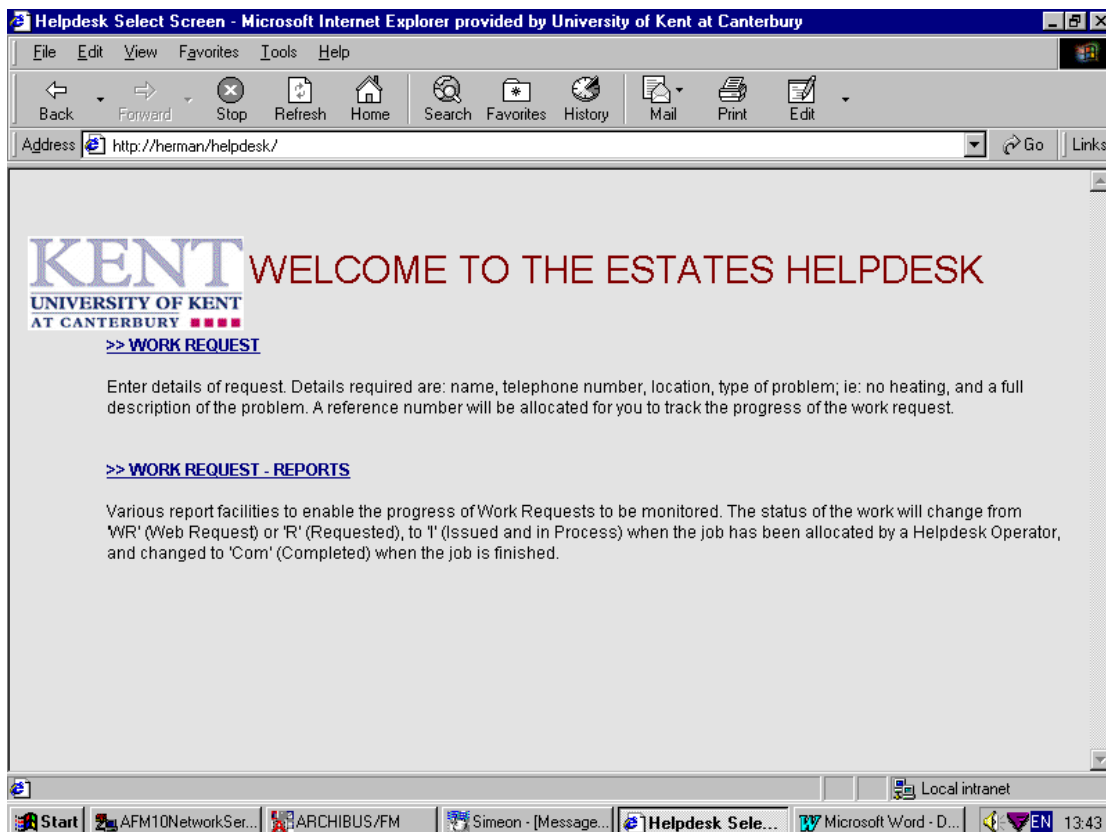 Helpdesk Select Screen - Microsoft Internet Explorer provided by University of Kent at Canterbury
File Edit View Favorites Tools Help
Back Forward Stop Refresh Home Search Favorites History Mail Print Edit
Address http://herman/helpdesk/ Go Links
KENT
UNIVERSITY OF KENT
AT CANTERBURY
WELCOME TO THE ESTATES HELPDESK
>> WORK REQUEST
Enter details of request. Details required are: name, telephone number, location, type of problem; ie: no heating, and a full
description of the problem. A reference number will be allocated for you to track the progress of the work request.
>> WORK REQUEST - REPORTS
Various report facilities to enable the progress of Work Requests to be monitored. The status of the work will change from
'WR' (Web Request) or 'R' (Requested), to 'I' (Issued and in Process) when the job has been allocated by a Helpdesk Operator,
and changed to 'Com' (Completed) when the job is finished.
Local intranet
Start AFM10NetworkSer... ARCHIBUS/FM Simeon - [Message... Helpdesk Sele... Microsoft Word - D... EN 13:43